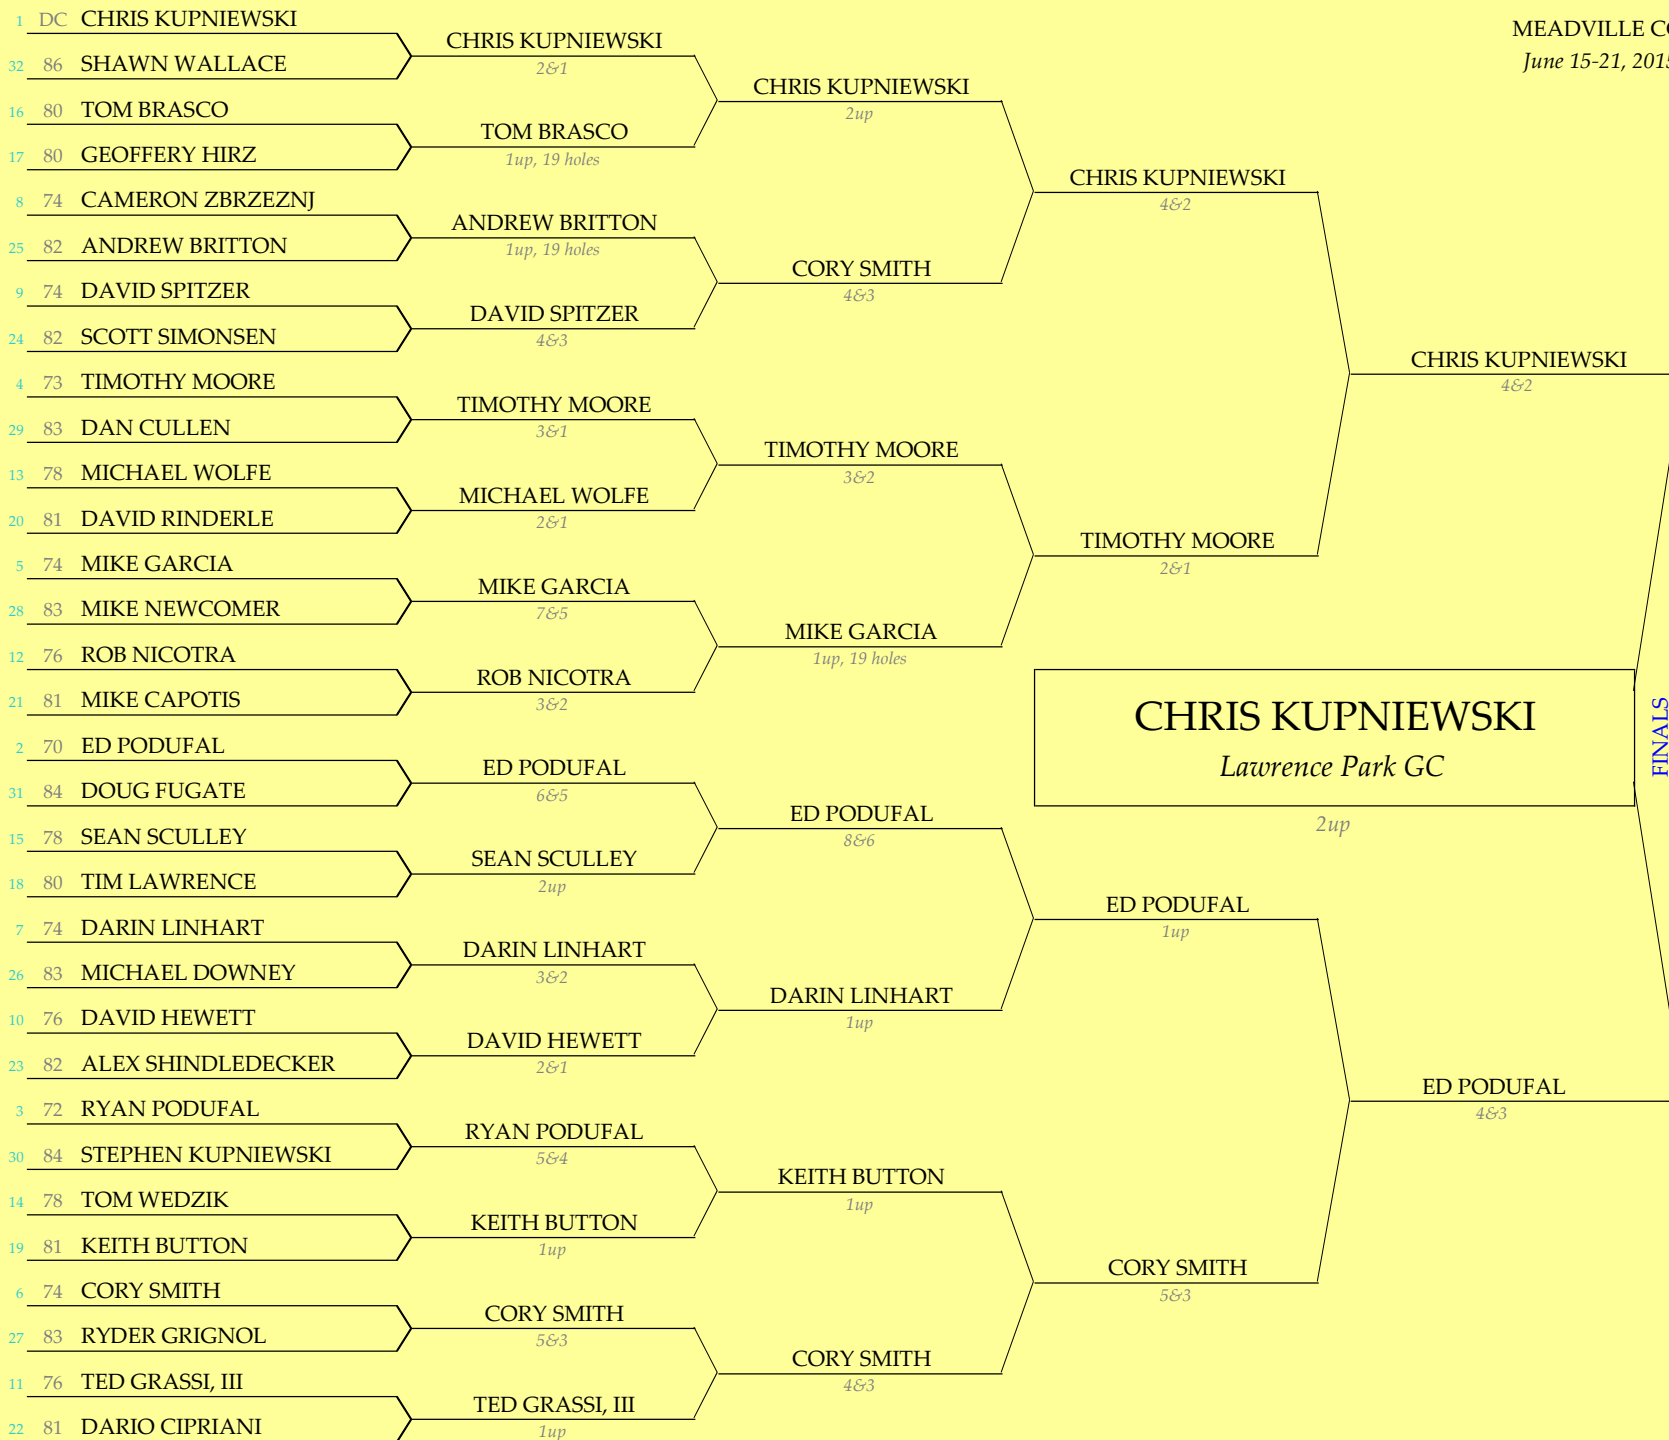 1 DC CHRIS KUPNIEWSKI
32 86 SHAWN WALLACE
16 80 TOM BRASCO
17 80 GEOFFERY HIRZ
8 74 CAMERON ZBRZEZNJ
25 82 ANDREW BRITTON
9 74 DAVID SPITZER
24 82 SCOTT SIMONSEN
4 73 TIMOTHY MOORE
29 83 DAN CULLEN
13 78 MICHAEL WOLFE
20 81 DAVID RINDERLE
5 74 MIKE GARCIA
28 83 MIKE NEWCOMER
12 76 ROB NICOTRA
21 81 MIKE CAPOTIS
2 70 ED PODUFAL
31 84 DOUG FUGATE
15 78 SEAN SCULLEY
18 80 TIM LAWRENCE
7 74 DARIN LINHART
26 83 MICHAEL DOWNEY
10 76 DAVID HEWETT
23 82 ALEX SHINDLEDECKER
3 72 RYAN PODUFAL
30 84 STEPHEN KUPNIEWSKI
14 78 TOM WEDZIK
19 81 KEITH BUTTON
6 74 CORY SMITH
27 83 RYDER GRIGNOL
11 76 TED GRASSI, III
22 81 DARIO CIPRIANI
CHRIS KUPNIEWSKI
2&1
TOM BRASCO
1up, 19 holes
ANDREW BRITTON
1up, 19 holes
DAVID SPITZER
4&3
TIMOTHY MOORE
3&1
MICHAEL WOLFE
2&1
MIKE GARCIA
7&5
ROB NICOTRA
3&2
ED PODUFAL
6&5
SEAN SCULLEY
2up
DARIN LINHART
3&2
DAVID HEWETT
2&1
RYAN PODUFAL
5&4
KEITH BUTTON
1up
CORY SMITH
5&3
TED GRASSI, III
1up
CHRIS KUPNIEWSKI
2up
CORY SMITH
4&3
TIMOTHY MOORE
3&2
MIKE GARCIA
1up, 19 holes
ED PODUFAL
8&6
DARIN LINHART
1up
KEITH BUTTON
1up
CORY SMITH
4&3
CHRIS KUPNIEWSKI
4&2
TIMOTHY MOORE
2&1
ED PODUFAL
1up
CORY SMITH
5&3
MEADVILLE
June 15-21, 2015
CHRIS KUPNIEWSKI
4&2
ED PODUFAL
4&3
CHRIS KUPNIEWSKI
Lawrence Park GC
2up
FINALS